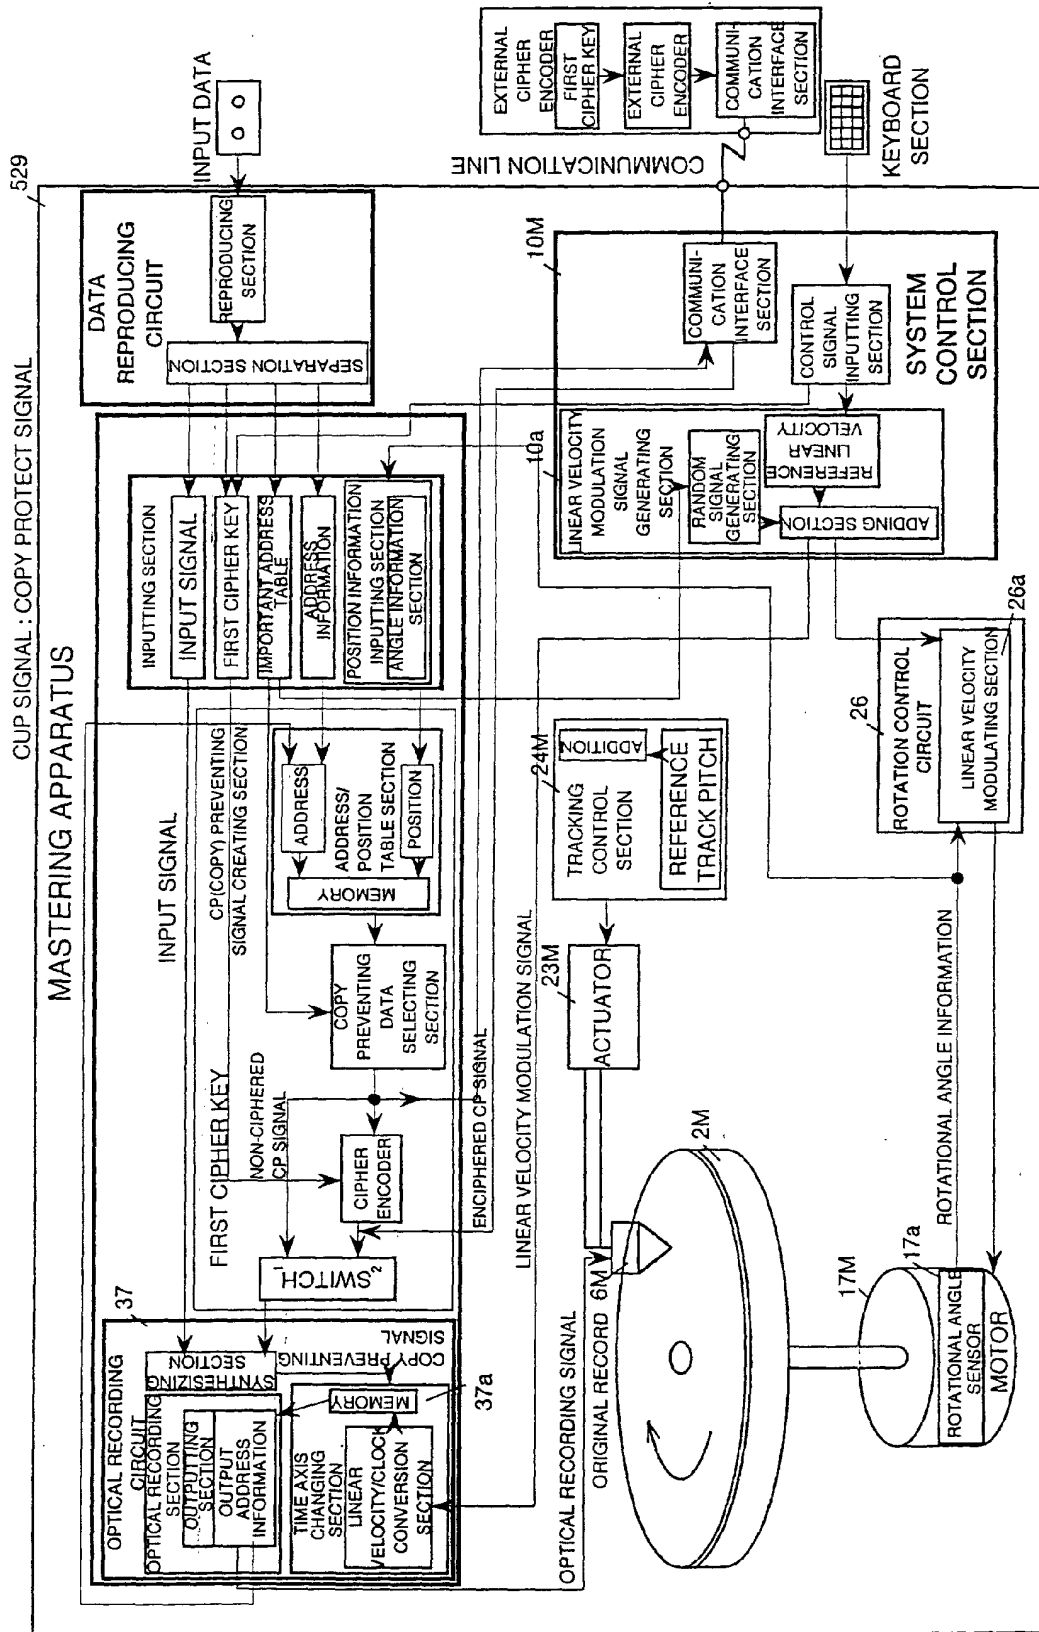 CUP SIGNAL : COPY PROTECT SIGNAL
529
MASTERING APPARATUS
INPUT DATA
DATA
REPRODUCING
CIRCUIT
REPRODUCING
SECTION
SEPARATION SECTION
EXTERNAL
CIPHER
ENCODER
FIRST
CIPHER KEY
EXTERNAL
CIPHER
ENCODER
COMMUNI-
CATION
INTERFACE
SECTION
COMMUNICATION LINE
KEYBOARD
SECTION
INPUTTING SECTION
INPUT SIGNAL
FIRST CIPHER KEY
IMPORTANT ADDRESS
TABLE
ADDRESS
INFORMATION
POSITION INFORMATION
INPUTTING SECTION
ANGLE INFORMATION
SECTION
10M
COMMUNI-
CATION
INTERFACE
SECTION
CONTROL
SIGNAL
INPUTTING
SECTION
SYSTEM
CONTROL
SECTION
10a
LINEAR VELOCITY
MODULATION
SIGNAL
GENERATING
SECTION
RANDOM
SIGNAL
GENERATING
SECTION
REFERENCE
LINEAR
VELOCITY
ADDING SECTION
INPUT SIGNAL
CP(COPY) PREVENTING
SIGNAL CREATING SECTION
ADDRESS
ADDRESS/
POSITION
TABLE SECTION
POSITION
MEMORY
COPY
PREVENTING
DATA
SELECTING
SECTION
FIRST CIPHER KEY
NON-CIPHERED
CP SIGNAL
CIPHER
ENCODER
SWITCH
1
2
ENCIPHERED CP SIGNAL
LINEAR VELOCITY MODULATION SIGNAL
24M
TRACKING
CONTROL
SECTION
ADDITION
REFERENCE
TRACK PITCH
23M
ACTUATOR
26
ROTATION CONTROL
CIRCUIT
LINEAR VELOCITY
MODULATING SECTION
26a
ROTATIONAL ANGLE INFORMATION
37
OPTICAL RECORDING
CIRCUIT
SYNTHESIZING
SECTION
COPY PREVENTING
SIGNAL
OPTICAL RECORDING
SECTION
OUTPUTTING
SECTION
OUTPUT
ADDRESS
INFORMATION
37a
TIME AXIS
CHANGING
SECTION
MEMORY
LINEAR
VELOCITY/CLOCK
CONVERSION
SECTION
OPTICAL RECORDING SIGNAL
ORIGINAL RECORD 6M
2M
17M
17a
ROTATIONAL ANGLE
SENSOR
MOTOR